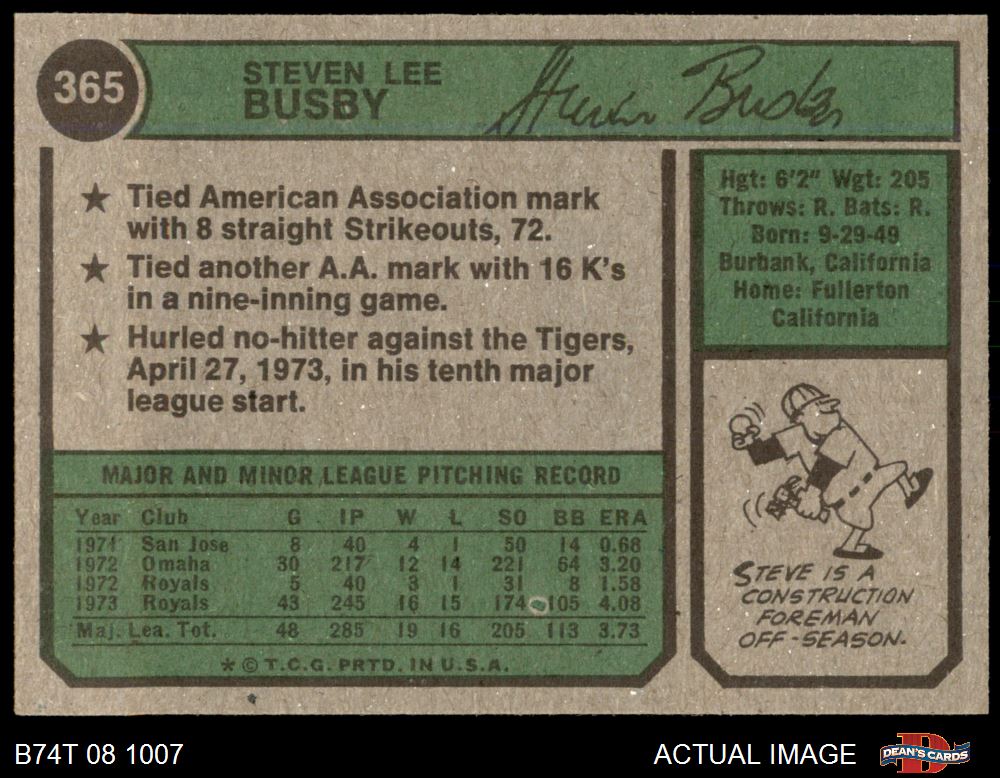 365
STEVEN LEE
BUSBY
Steven Busby
★ Tied American Association mark
with 8 straight Strikeouts, 72.
★ Tied another A.A. mark with 16 K's
in a nine-inning game.
★ Hurled no-hitter against the Tigers,
April 27, 1973, in his tenth major
league start.
MAJOR AND MINOR LEAGUE PITCHING RECORD
Year Club G IP W L SO BB ERA
1971 San Jose 8 40 4 1 50 14 0.68
1972 Omaha 30 217 12 14 221 64 3.20
1972 Royals 5 40 3 1 31 8 1.58
1973 Royals 43 245 16 15 174 105 4.08
Maj. Lea. Tot. 48 285 19 16 205 113 3.73
* © T.C.G. PRTD. IN U.S.A.
Hgt: 6'2" Wgt: 205
Throws: R. Bats: R.
Born: 9-29-49
Burbank, California
Home: Fullerton
California
STEVE IS A
CONSTRUCTION
FOREMAN
OFF-SEASON.
B74T 08 1007
ACTUAL IMAGE
DEAN'S CARDS